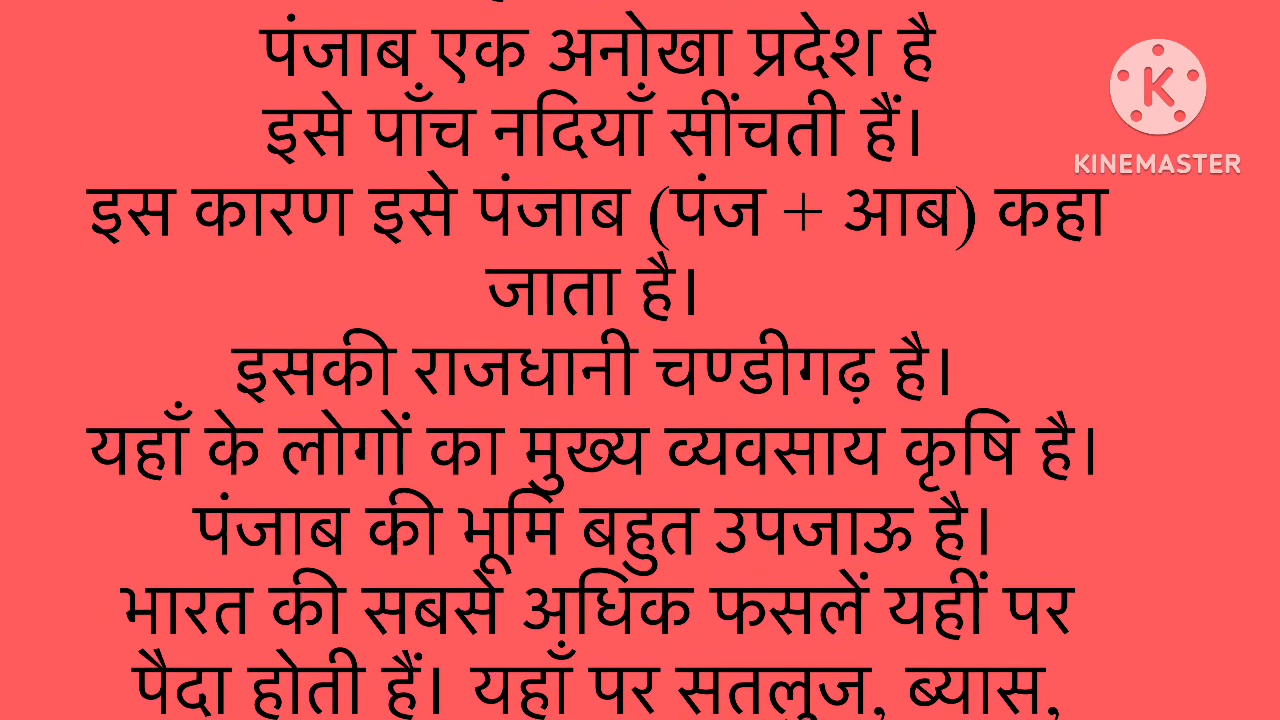 पंजाब एक अनोखा प्रदेश है
इसे पाँच नदियाँ सींचती हैं।
इस कारण इसे पंजाब (पंज + आब) कहा
जाता है।
इसकी राजधानी चण्डीगढ़ है।
यहाँ के लोगों का मुख्य व्यवसाय कृषि है।
पंजाब की भूमि बहुत उपजाऊ है।
भारत की सबसे अधिक फसलें यहीं पर
पैदा होती हैं। यहाँ पर सतलुज, ब्यास,
KINEMASTER